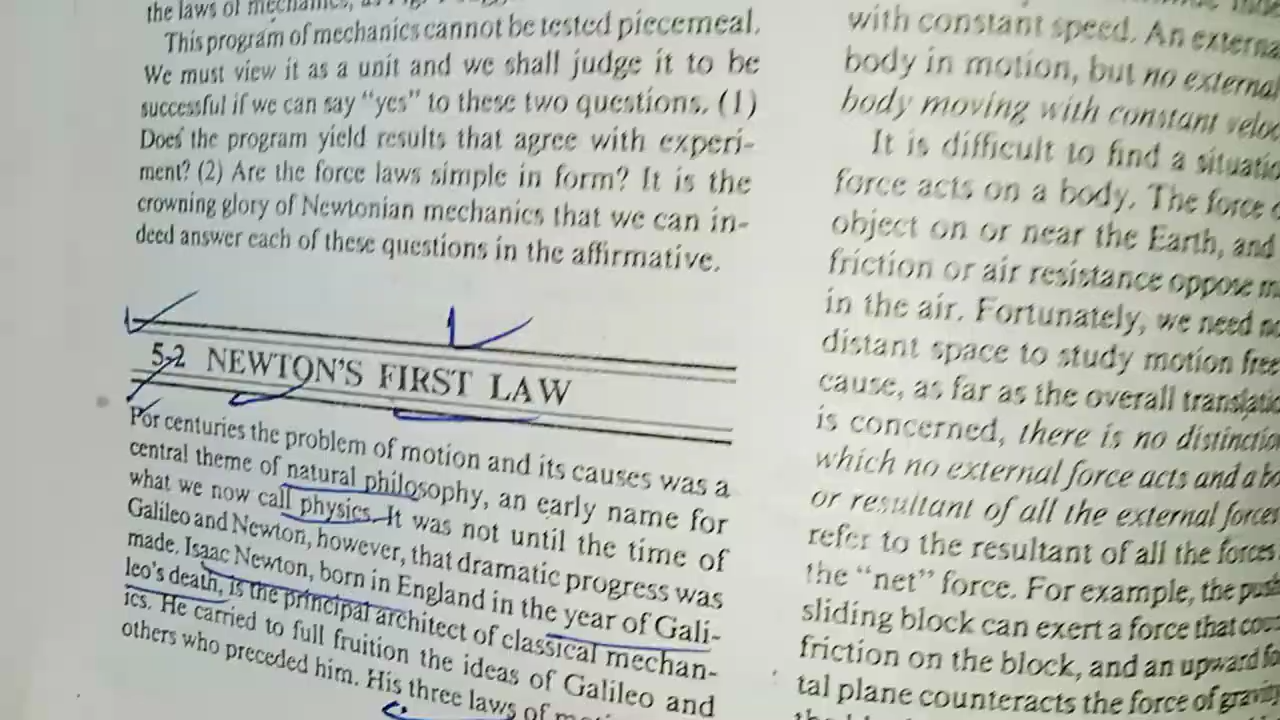 the laws of mechanics,
This program of mechanics cannot be tested piecemeal.
We must view it as a unit and we shall judge it to be
successful if we can say “yes” to these two questions. (1)
Does the program yield results that agree with experi-
ment? (2) Are the force laws simple in form? It is the
crowning glory of Newtonian mechanics that we can in-
deed answer each of these questions in the affirmative.
5-2 NEWTON'S FIRST LAW
For centuries the problem of motion and its causes was a
central theme of natural philosophy, an early name for
what we now call physics. It was not until the time of
Galileo and Newton, however, that dramatic progress was
made. Isaac Newton, born in England in the year of Gali-
leo's death, is the principal architect of classical mechan-
ics. He carried to full fruition the ideas of Galileo and
others who preceded him. His three laws of
with constant speed. An externa
body in motion, but no external
body moving with constant veloc
It is difficult to find a situatio
force acts on a body. The force
object on or near the Earth, and
friction or air resistance oppose m
in the air. Fortunately, we need no
distant space to study motion free
cause, as far as the overall translatio
is concerned, there is no distinction
which no external force acts and a bo
or resultant of all the external forces
refer to the resultant of all the forces
the “net” force. For example, the push
sliding block can exert a force that coun
friction on the block, and an upward fo
tal plane counteracts the force of gravity